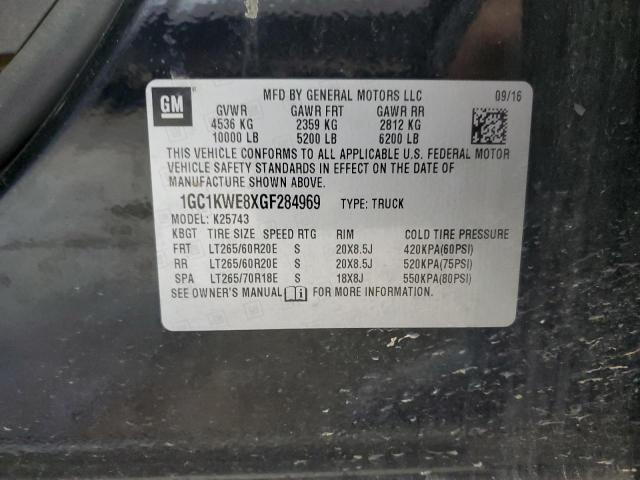 GM
MFD BY GENERAL MOTORS LLC 09/16
GVWR GAWR FRT GAWR RR
4536 KG 2359 KG 2812 KG
10000 LB 5200 LB 6200 LB
THIS VEHICLE CONFORMS TO ALL APPLICABLE U.S. FEDERAL MOTOR
VEHICLE SAFETY STANDARDS IN EFFECT ON THE DATE OF
MANUFACTURE SHOWN ABOVE.
1GC1KWE8XGF284969 TYPE: TRUCK
MODEL: K25743
KBGT TIRE SIZE SPEED RTG RIM COLD TIRE PRESSURE
FRT LT265/60R20E S 20X8.5J 420KPA(60PSI)
RR LT265/60R20E S 20X8.5J 520KPA(75PSI)
SPA LT265/70R18E S 18X8J 550KPA(80PSI)
SEE OWNER'S MANUAL FOR MORE INFORMATION.